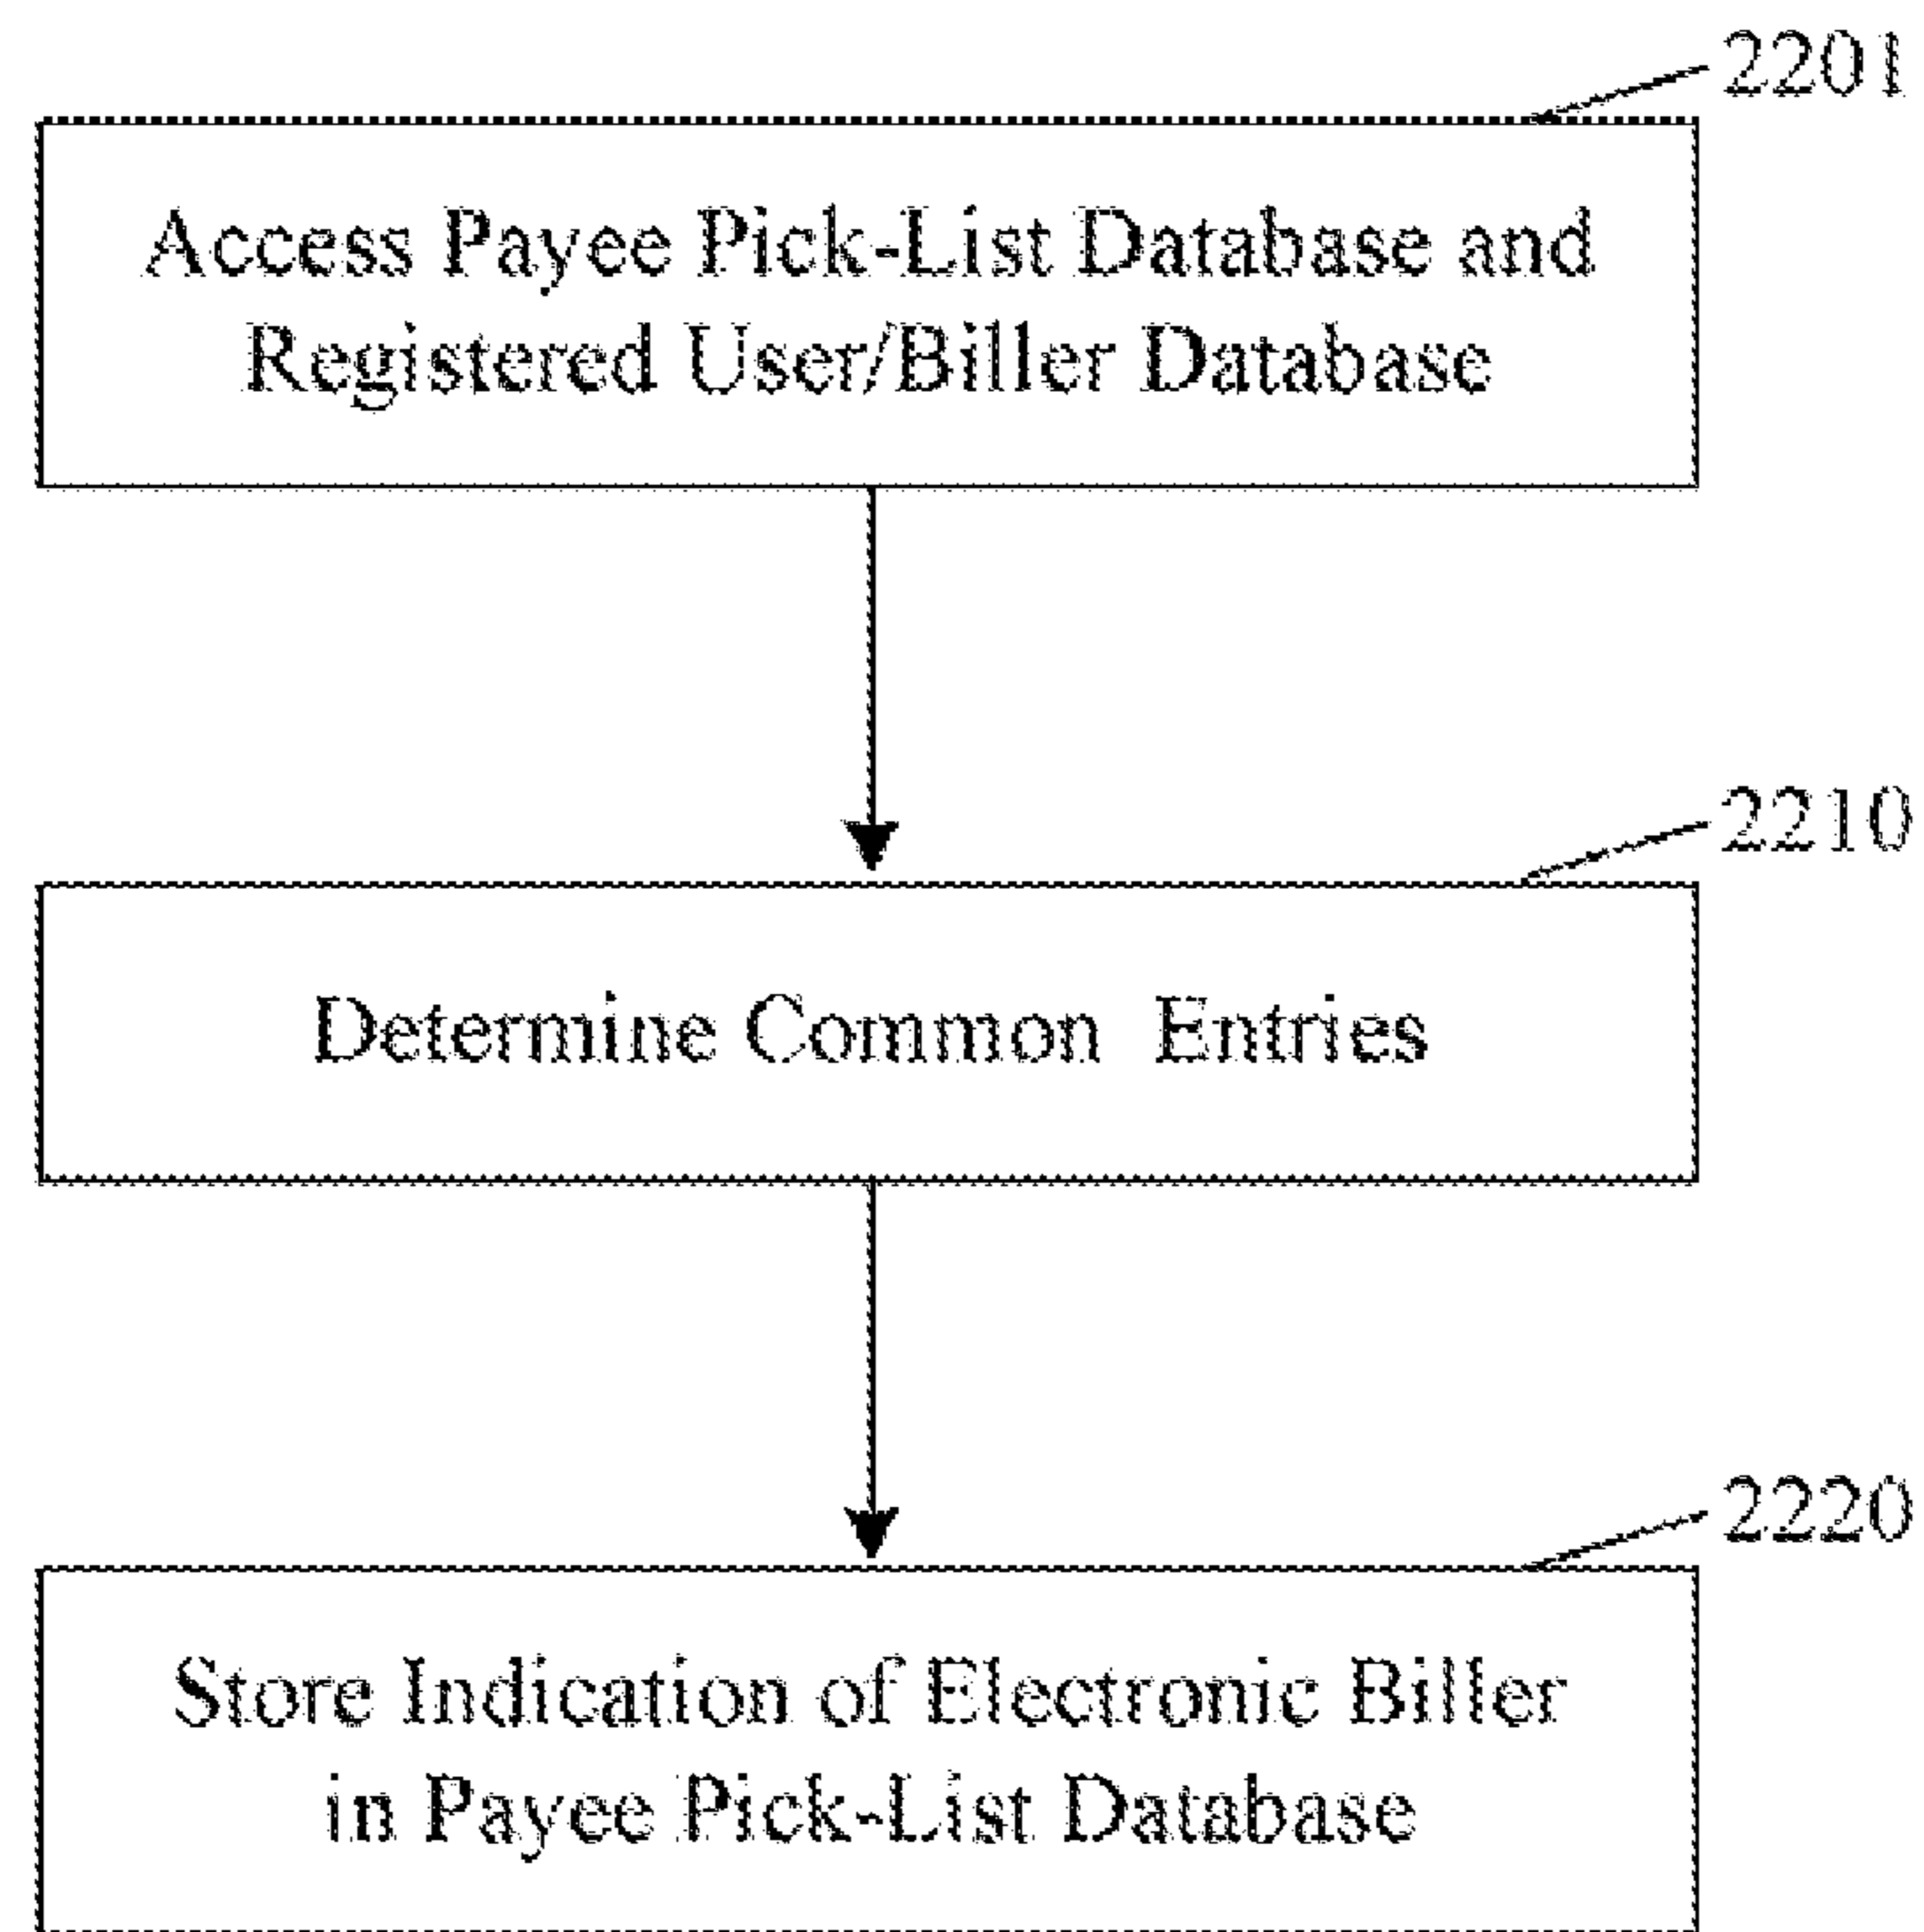 2201
Access Payee Pick-List Database and
Registered User/Biller Database
2210
Determine Common Entries
2220
Store Indication of Electronic Biller
in Payee Pick-List Database